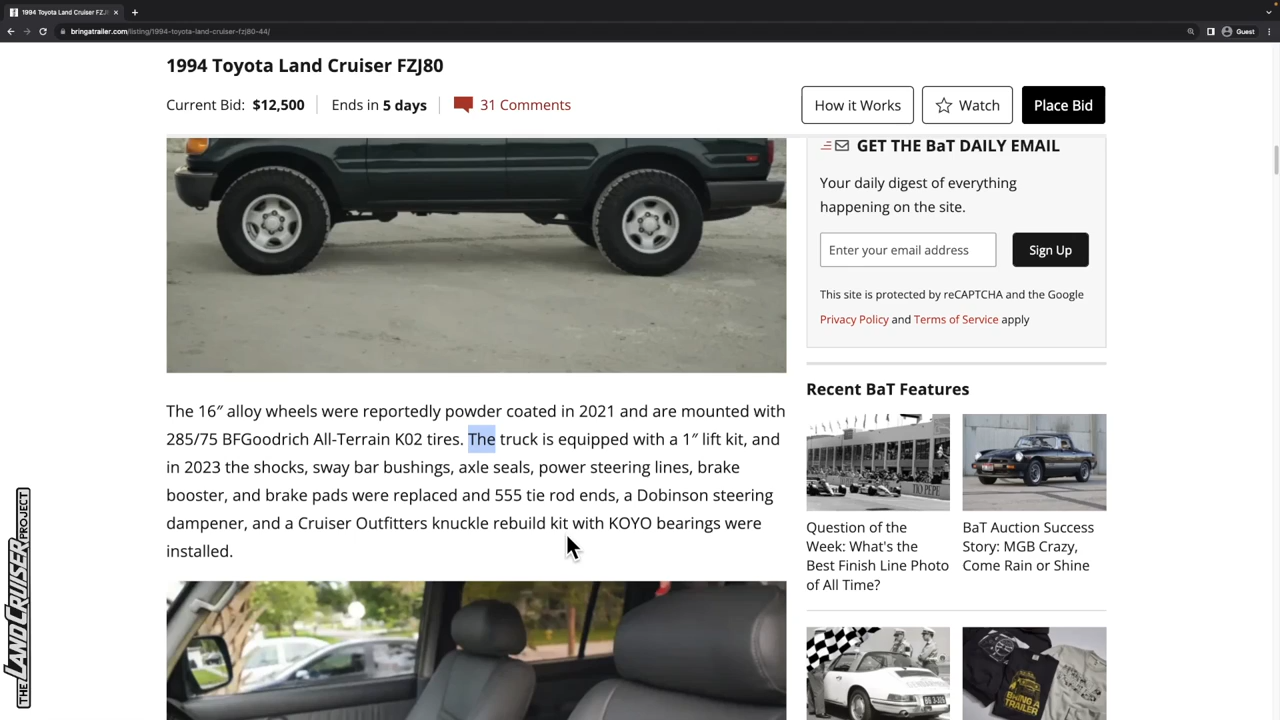 1994 Toyota Land Cruiser FZJ
bringatrailer.com/listing/1994-toyota-land-cruiser-fzj80-44/
Guest
1994 Toyota Land Cruiser FZJ80
Current Bid: $12,500
Ends in 5 days
31 Comments
How it Works
Watch
Place Bid
GET THE BaT DAILY EMAIL
Your daily digest of everything
happening on the site.
Enter your email address
Sign Up
This site is protected by reCAPTCHA and the Google
Privacy Policy and Terms of Service apply
The 16″ alloy wheels were reportedly powder coated in 2021 and are mounted with
285/75 BFGoodrich All-Terrain K02 tires. The truck is equipped with a 1″ lift kit, and
in 2023 the shocks, sway bar bushings, axle seals, power steering lines, brake
booster, and brake pads were replaced and 555 tie rod ends, a Dobinson steering
dampener, and a Cruiser Outfitters knuckle rebuild kit with KOYO bearings were
installed.
Recent BaT Features
TIO PEPE
Question of the
Week: What's the
Best Finish Line Photo
of All Time?
BaT Auction Success
Story: MGB Crazy,
Come Rain or Shine
BRING A
TRAILER
THE LAND CRUISER PROJECT